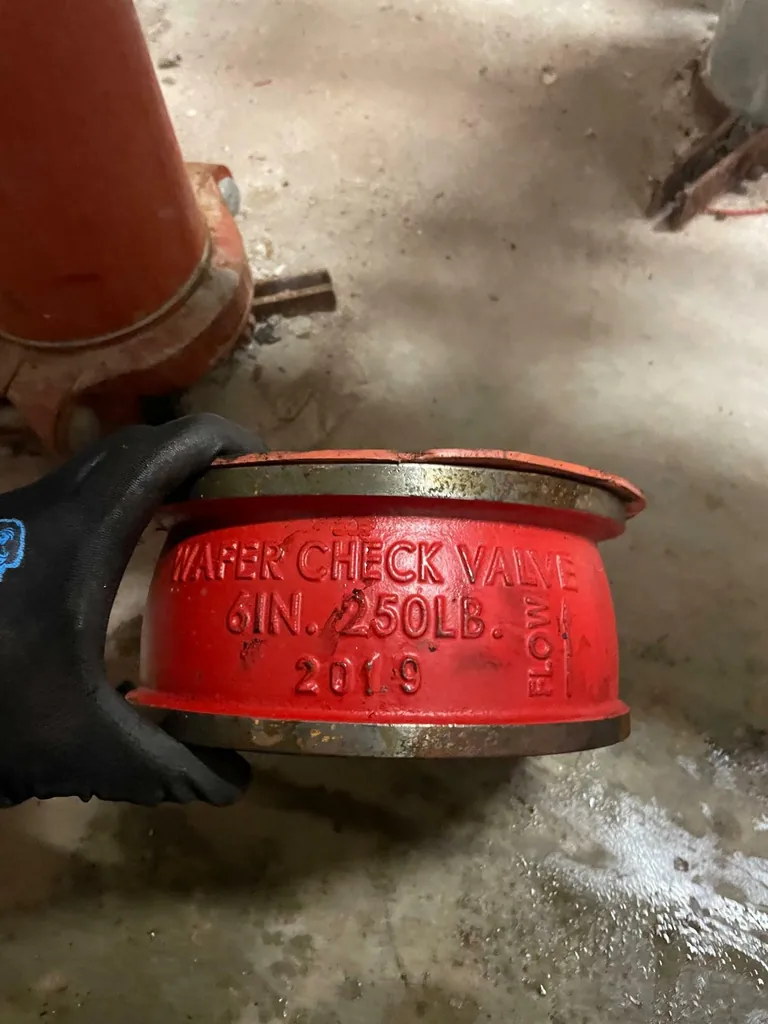 WAFER CHECK VALVE
6IN. 250LB.
2019
FLOW